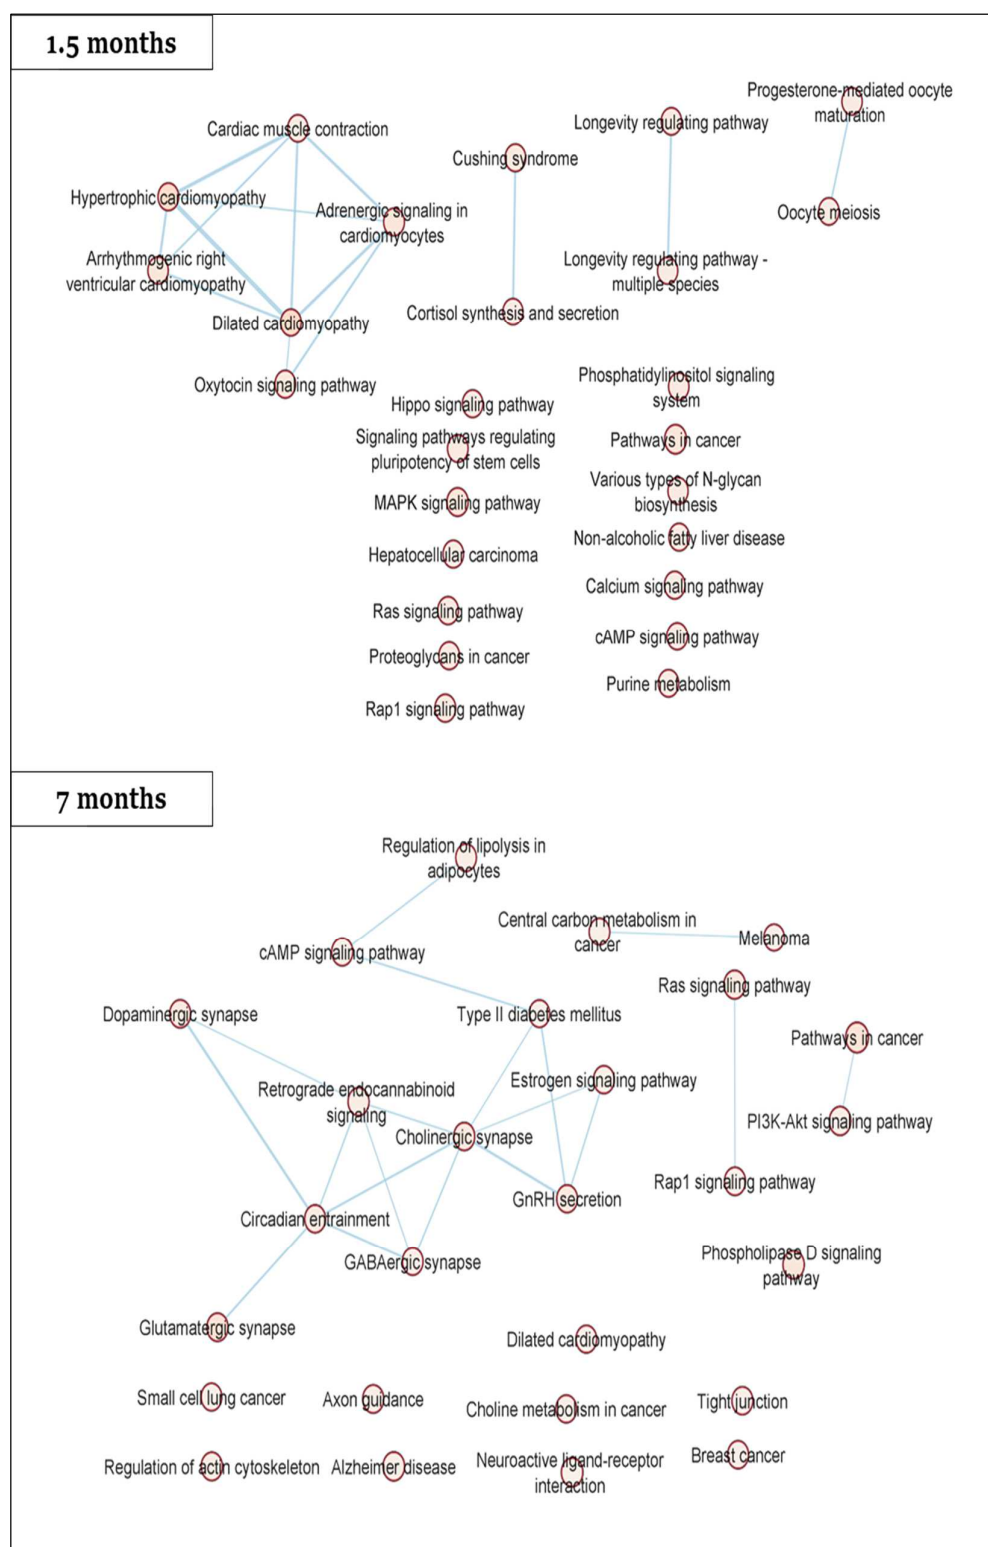 1.5 months
Progesterone-mediated oocyte
maturation
Cardiac muscle contraction
Longevity regulating pathway
Cushing syndrome
Hypertrophic cardiomyopathy
Adrenergic signaling in
cardiomyocytes
Oocyte meiosis
Arrhythmogenic right
ventricular cardiomyopathy
Longevity regulating pathway -
multiple species
Dilated cardiomyopathy
Cortisol synthesis and secretion
Oxytocin signaling pathway
Phosphatidylinositol signaling
system
Hippo signaling pathway
Signaling pathways regulating
pluripotency of stem cells
Pathways in cancer
MAPK signaling pathway
Various types of N-glycan
biosynthesis
Hepatocellular carcinoma
Non-alcoholic fatty liver disease
Ras signaling pathway
Calcium signaling pathway
Proteoglycans in cancer
cAMP signaling pathway
Rap1 signaling pathway
Purine metabolism
7 months
Regulation of lipolysis in
adipocytes
Central carbon metabolism in
cancer
Melanoma
cAMP signaling pathway
Ras signaling pathway
Dopaminergic synapse
Type II diabetes mellitus
Pathways in cancer
Retrograde endocannabinoid
signaling
Estrogen signaling pathway
Cholinergic synapse
PI3K-Akt signaling pathway
GnRH secretion
Rap1 signaling pathway
Circadian entrainment
GABAergic synapse
Phospholipase D signaling
pathway
Glutamatergic synapse
Dilated cardiomyopathy
Small cell lung cancer
Axon guidance
Choline metabolism in cancer
Tight junction
Regulation of actin cytoskeleton
Alzheimer disease
Neuroactive ligand-receptor
interaction
Breast cancer